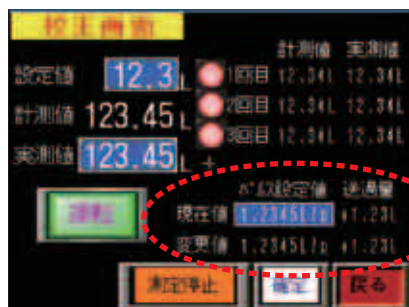 校正画面
計測値 実測値
設定値 12.3 L 1回目 12.34L 12.34L
計測値 123.45 L 2回目 12.34L 12.34L
実測値 123.45 L 3回目 12.34L 12.34L
パルス設定値 送過量
運転 現在値 1.2345L/p ±1.23L
変更値 1.2345L/p ±1.23L
測定停止 確定 戻る